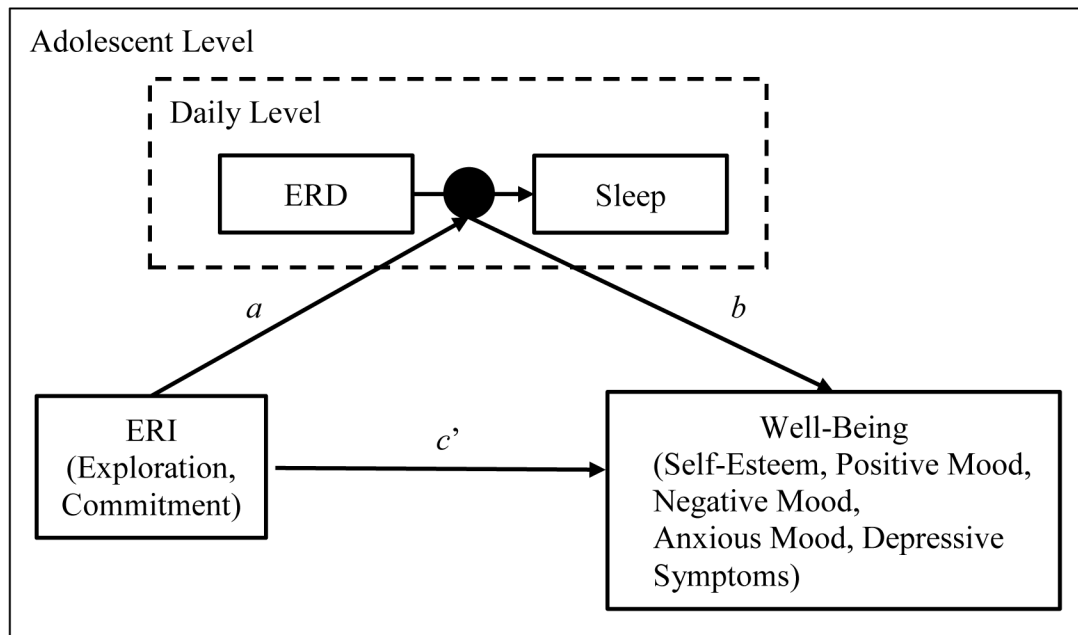 Adolescent Level
Daily Level
ERD
Sleep
a
b
ERI
(Exploration,
Commitment)
c’
Well-Being
(Self-Esteem, Positive Mood,
Negative Mood,
Anxious Mood, Depressive
Symptoms)